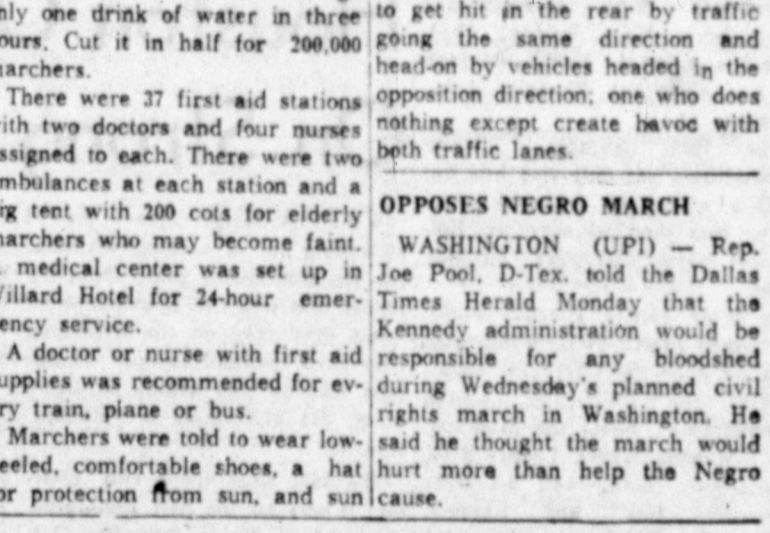 nly one drink of water in three
ours. Cut it in half for 200,000
narchers.
There were 37 first aid stations
ith two doctors and four nurses
ssigned to each. There were two
mbulances at each station and a
ig tent with 200 cots for elderly
narchers who may become faint.
medical center was set up in
Villard Hotel for 24-hour emer-
ency service.
A doctor or nurse with first aid
upplies was recommended for ev-
ry train, plane or bus.
Marchers were told to wear low-
eeled, comfortable shoes, a hat
or protection from sun, and sun
to get hit in the rear by traffic
going the same direction and
head-on by vehicles headed in the
opposition direction; one who does
nothing except create havoc with
both traffic lanes.
OPPOSES NEGRO MARCH
WASHINGTON (UPI) — Rep.
Joe Pool, D-Tex. told the Dallas
Times Herald Monday that the
Kennedy administration would be
responsible for any bloodshed
during Wednesday's planned civil
rights march in Washington. He
said he thought the march would
hurt more than help the Negro
cause.